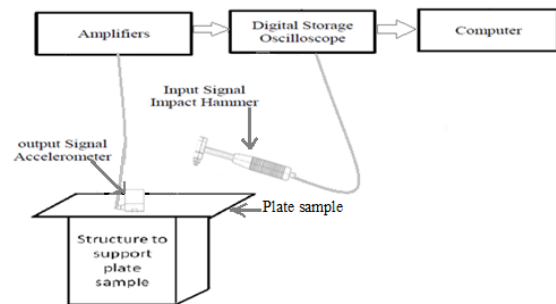 Amplifiers
Digital Storage
Oscilloscope
Computer
Input Signal
Impact Hammer
output Signal
Accelerometer
Plate sample
Structure to
support
plate
sample